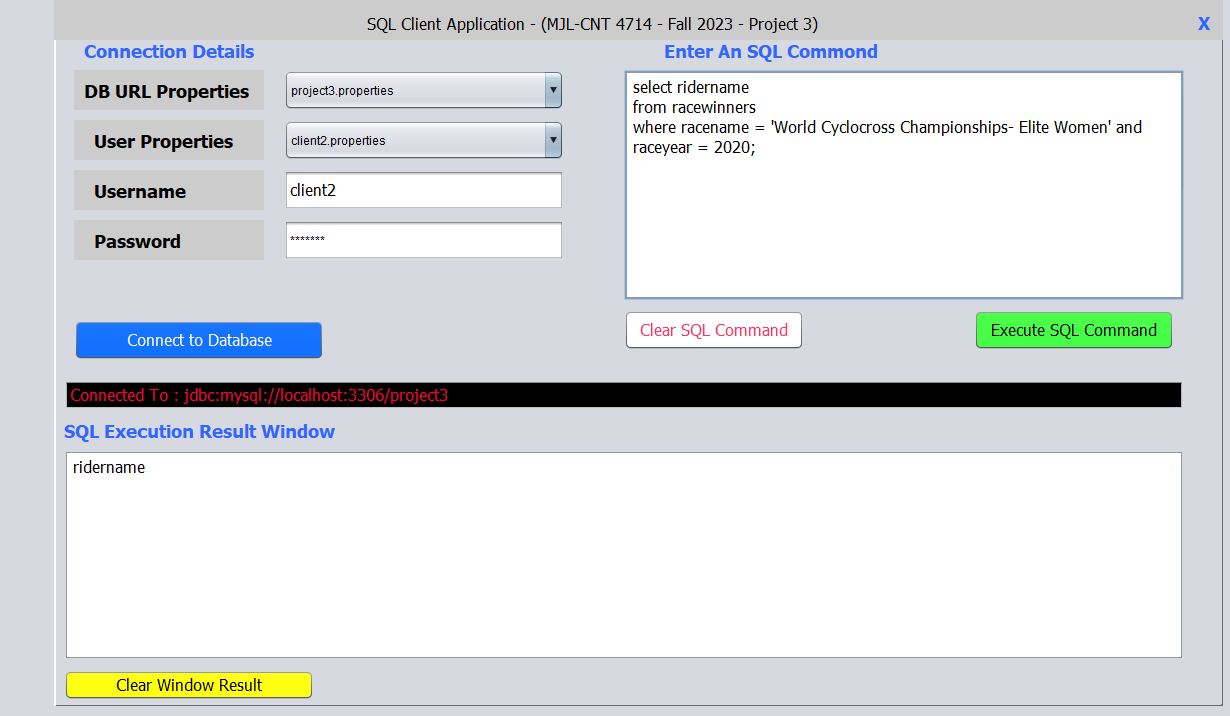 SQL Client Application - (MJL-CNT 4714 - Fall 2023 - Project 3)
X
Connection Details
Enter An SQL Commond
DB URL Properties
project3.properties
User Properties
client2.properties
Username
client2
Password
*******
select ridername
from racewinners
where racename = 'World Cyclocross Championships- Elite Women' and
raceyear = 2020;
Connect to Database
Clear SQL Command
Execute SQL Command
Connected To : jdbc:mysql://localhost:3306/project3
SQL Execution Result Window
ridername
Clear Window Result